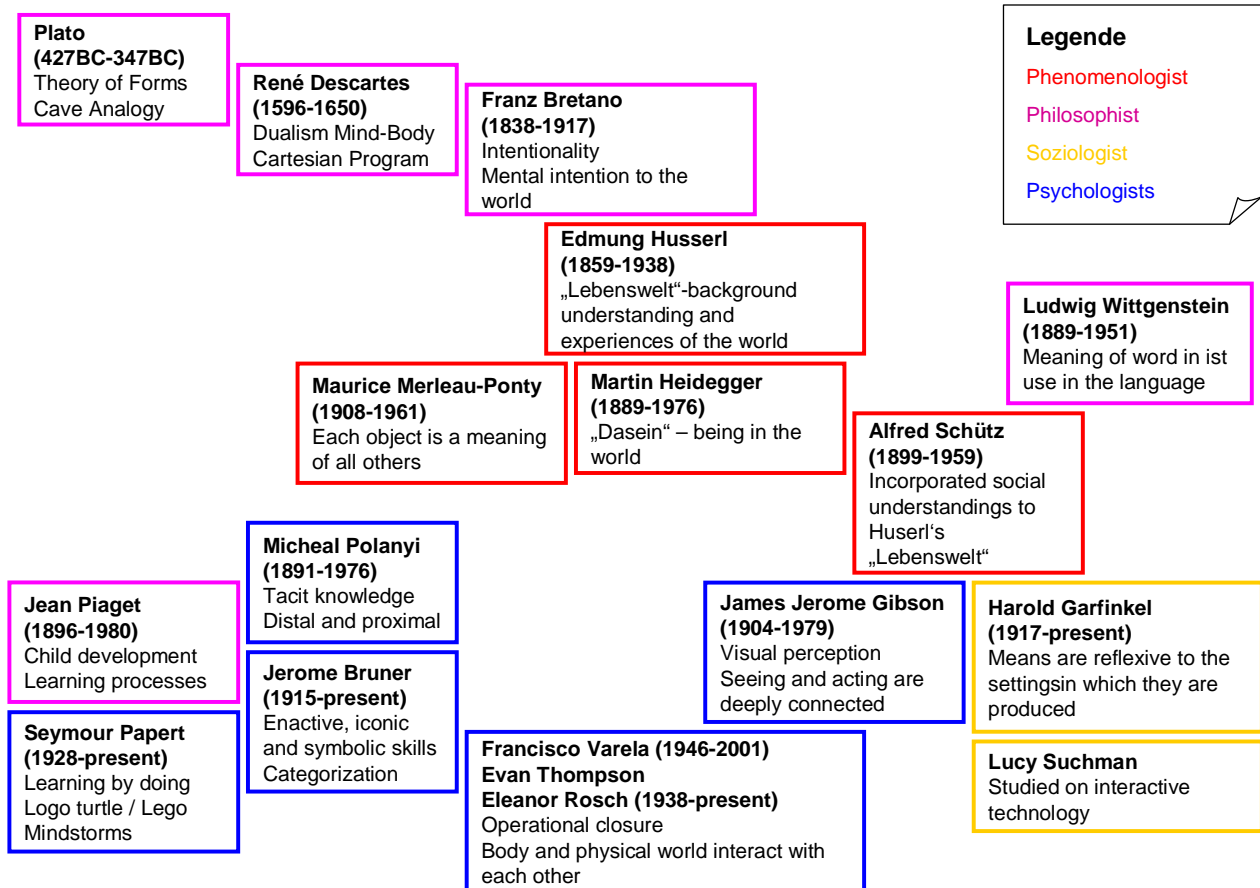 Plato
(427BC-347BC)
Theory of Forms
Cave Analogy
René Descartes
(1596-1650)
Dualism Mind-Body
Cartesian Program
Franz Bretano
(1838-1917)
Intentionality
Mental intention to the
world
Legende
Phenomenologist
Philosophist
Soziologist
Psychologists
Edmung Husserl
(1859-1938)
„Lebenswelt“-background
understanding and
experiences of the world
Ludwig Wittgenstein
(1889-1951)
Meaning of word in ist
use in the language
Maurice Merleau-Ponty
(1908-1961)
Each object is a meaning
of all others
Martin Heidegger
(1889-1976)
„Dasein“ – being in the
world
Alfred Schütz
(1899-1959)
Incorporated social
understandings to
Huserl‘s
„Lebenswelt“
Micheal Polanyi
(1891-1976)
Tacit knowledge
Distal and proximal
Jean Piaget
(1896-1980)
Child development
Learning processes
Jerome Bruner
(1915-present)
Enactive, iconic
and symbolic skills
Categorization
James Jerome Gibson
(1904-1979)
Visual perception
Seeing and acting are
deeply connected
Harold Garfinkel
(1917-present)
Means are reflexive to the
settingsin which they are
produced
Seymour Papert
(1928-present)
Learning by doing
Logo turtle / Lego
Mindstorms
Francisco Varela (1946-2001)
Evan Thompson
Eleanor Rosch (1938-present)
Operational closure
Body and physical world interact with
each other
Lucy Suchman
Studied on interactive
technology